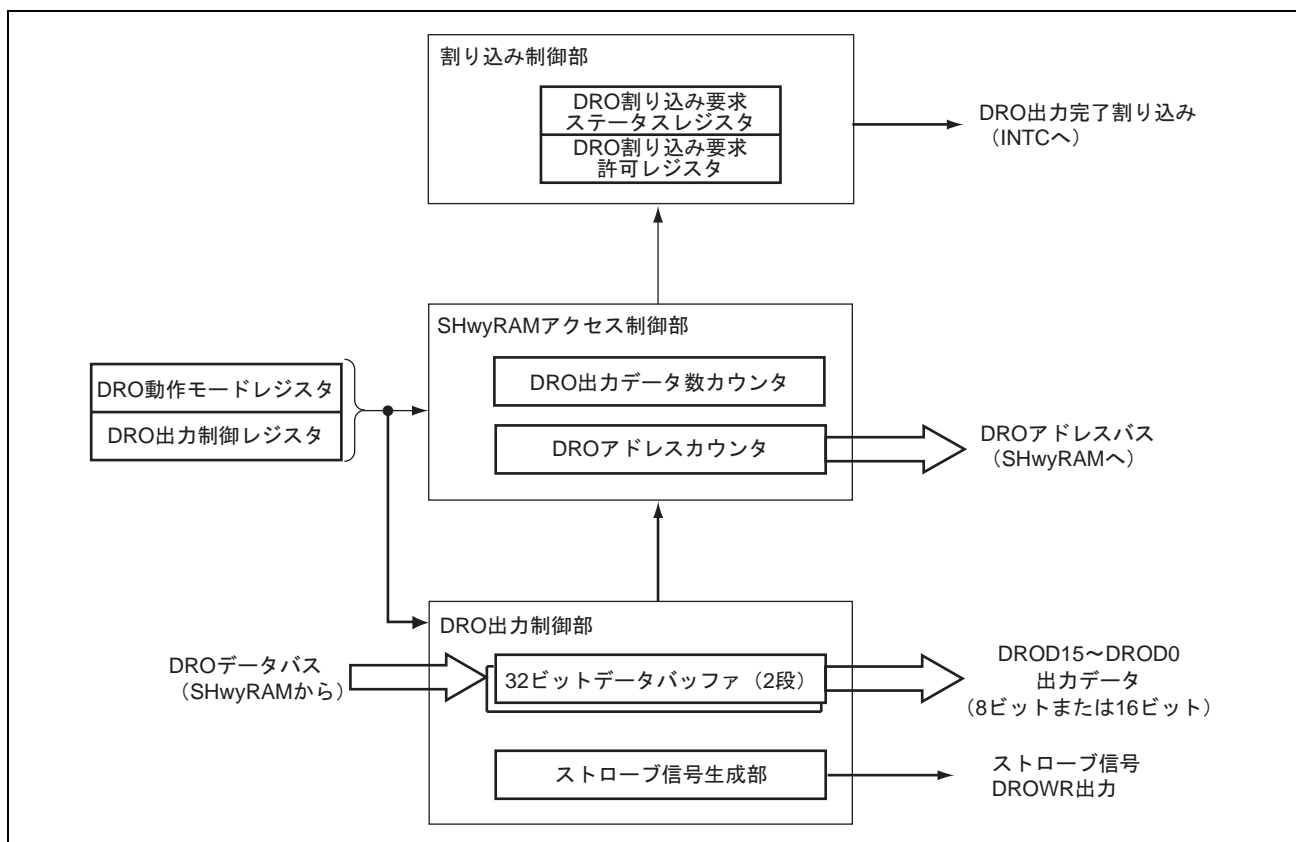 割り込み制御部
DRO割り込み要求
ステータスレジスタ
DRO割り込み要求
許可レジスタ
DRO出力完了割り込み
（INTCへ）
SHwyRAMアクセス制御部
DRO動作モードレジスタ
DRO出力制御レジスタ
DRO出力データ数カウンタ
DROアドレスカウンタ
DROアドレスバス
（SHwyRAMへ）
DRO出力制御部
DROデータバス
（SHwyRAMから）
32ビットデータバッファ（2段）
DROD15～DROD0
出力データ
（8ビットまたは16ビット）
ストローブ信号生成部
ストローブ信号
DROWR出力